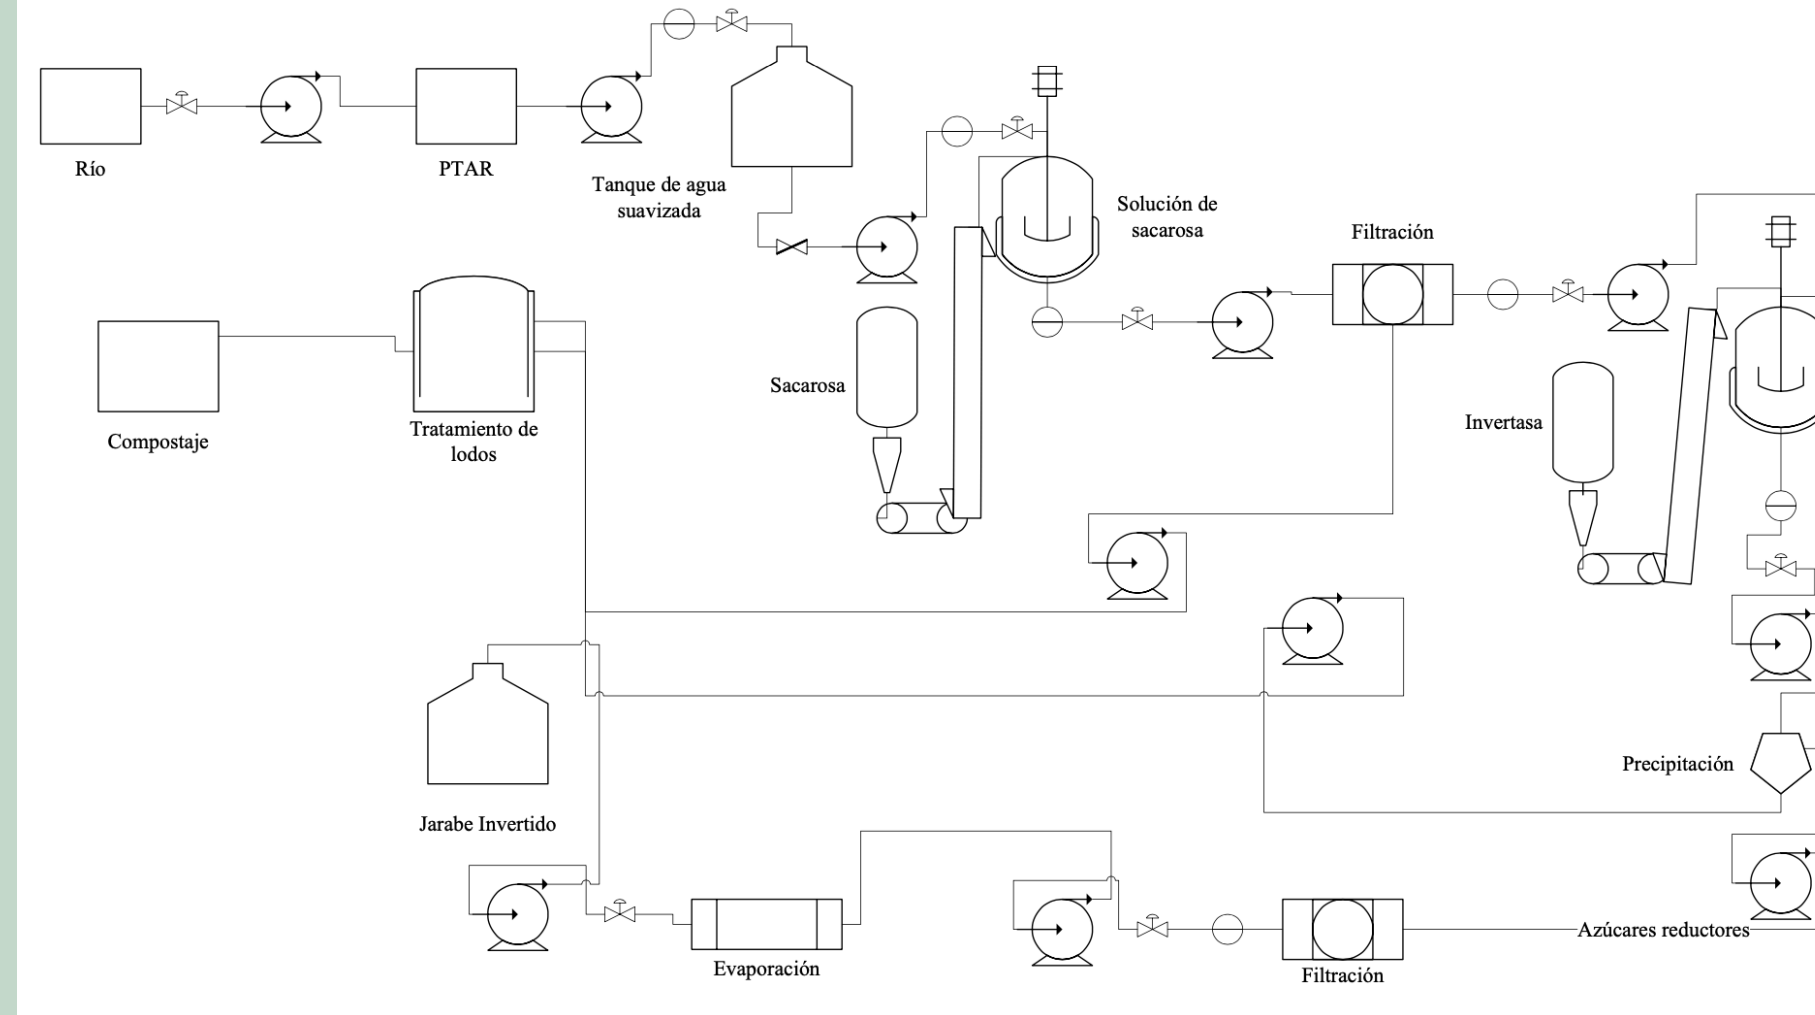 Río
PTAR
Tanque de agua
suavizada
Solución de
sacarosa
Filtración
Sacarosa
Invertasa
Compostaje
Tratamiento de
lodos
Precipitación
Jarabe Invertido
Azúcares reductores
Evaporación
Filtración